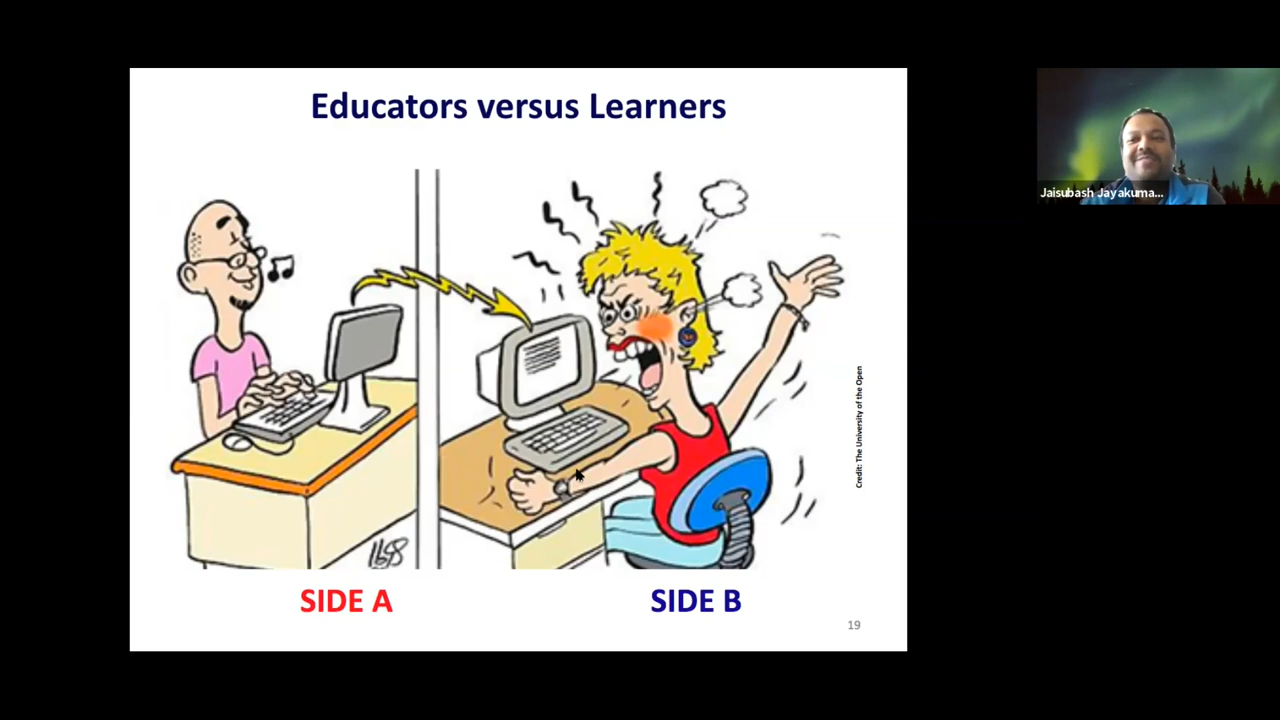 Educators versus Learners
Jaisubash Jayakuma...
Credit: The University of the Open
SIDE A
SIDE B
19